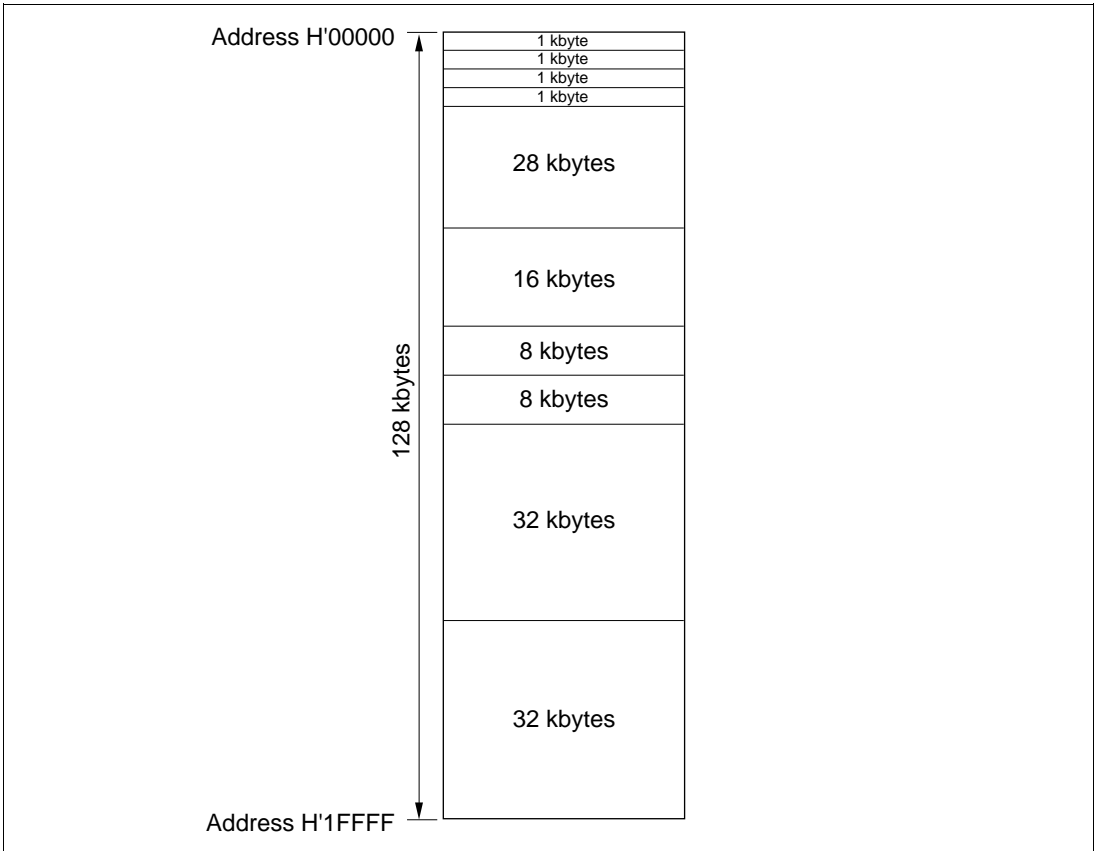 Address H'00000
1 kbyte
1 kbyte
1 kbyte
1 kbyte
28 kbytes
16 kbytes
8 kbytes
8 kbytes
128 kbytes
32 kbytes
32 kbytes
Address H'1FFFF